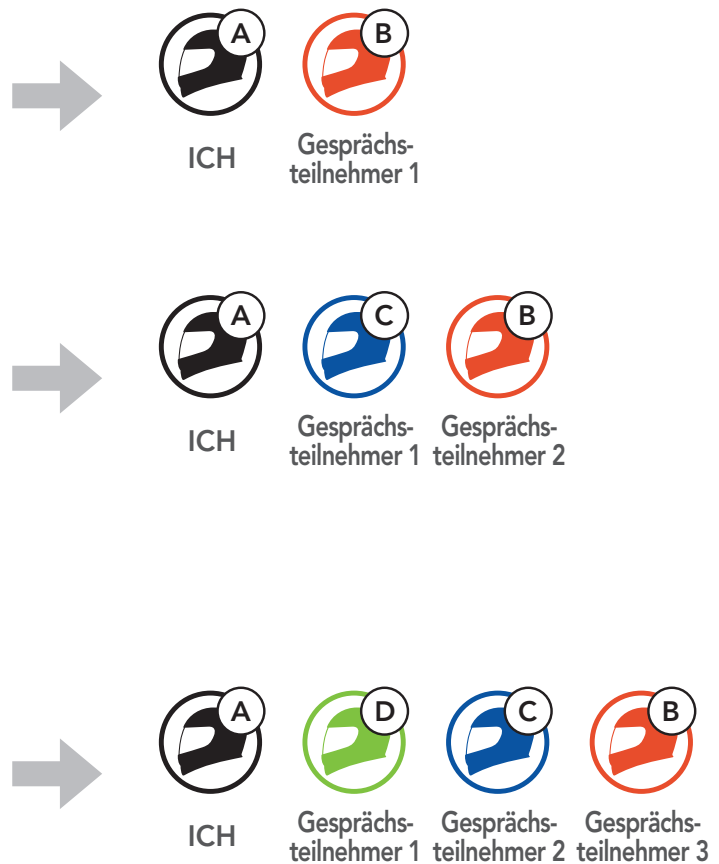 A B
ICH
Gesprächs-
teilnehmer 1
A C B
ICH
Gesprächs-
teilnehmer 1
Gesprächs-
teilnehmer 2
A D C B
ICH
Gesprächs-
teilnehmer 1
Gesprächs-
teilnehmer 2
Gesprächs-
teilnehmer 3